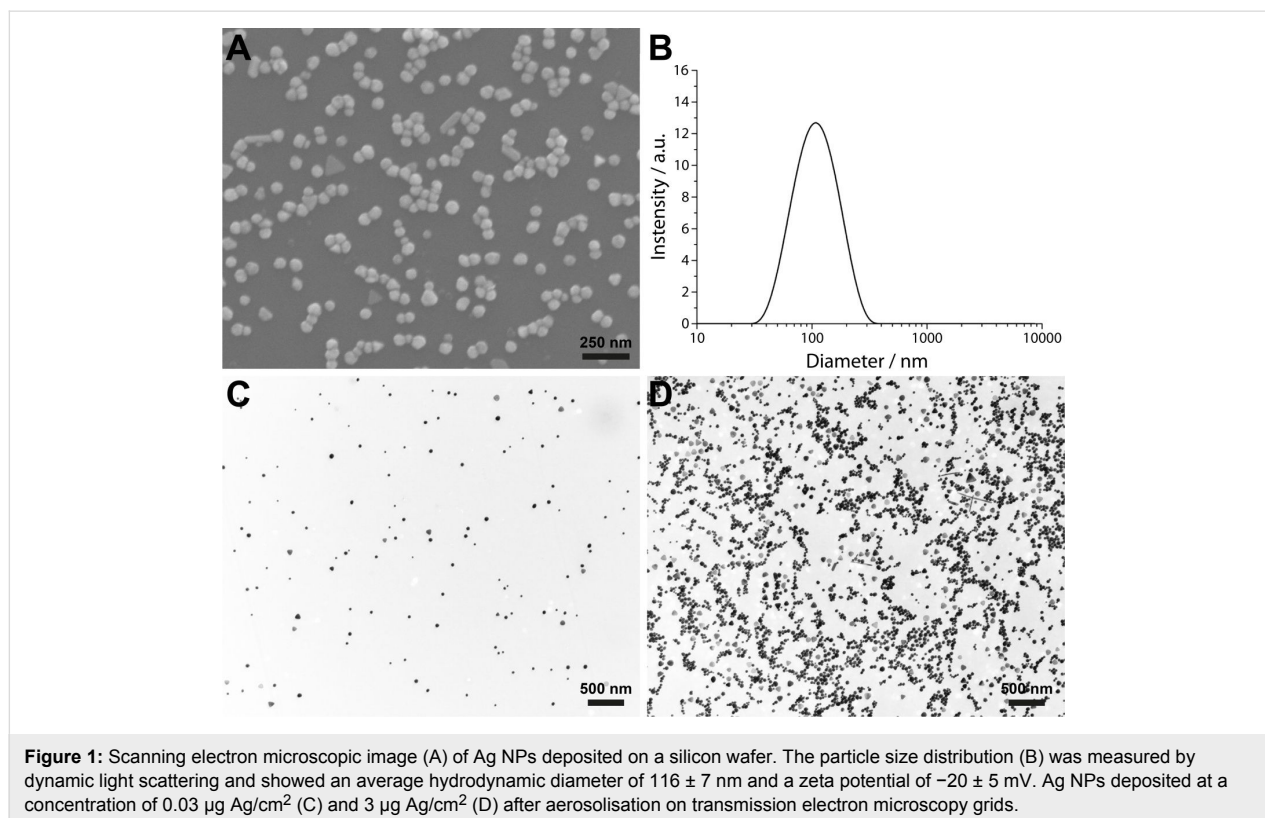 A
250 nm
B
16
14
12
10
8
6
4
2
0
Instensity / a.u.
10
100
1000
10000
Diameter / nm
C
500 nm
D
500 nm
Figure 1: Scanning electron microscopic image (A) of Ag NPs deposited on a silicon wafer. The particle size distribution (B) was measured by
dynamic light scattering and showed an average hydrodynamic diameter of 116 ± 7 nm and a zeta potential of −20 ± 5 mV. Ag NPs deposited at a
concentration of 0.03 µg Ag/cm² (C) and 3 µg Ag/cm² (D) after aerosolisation on transmission electron microscopy grids.